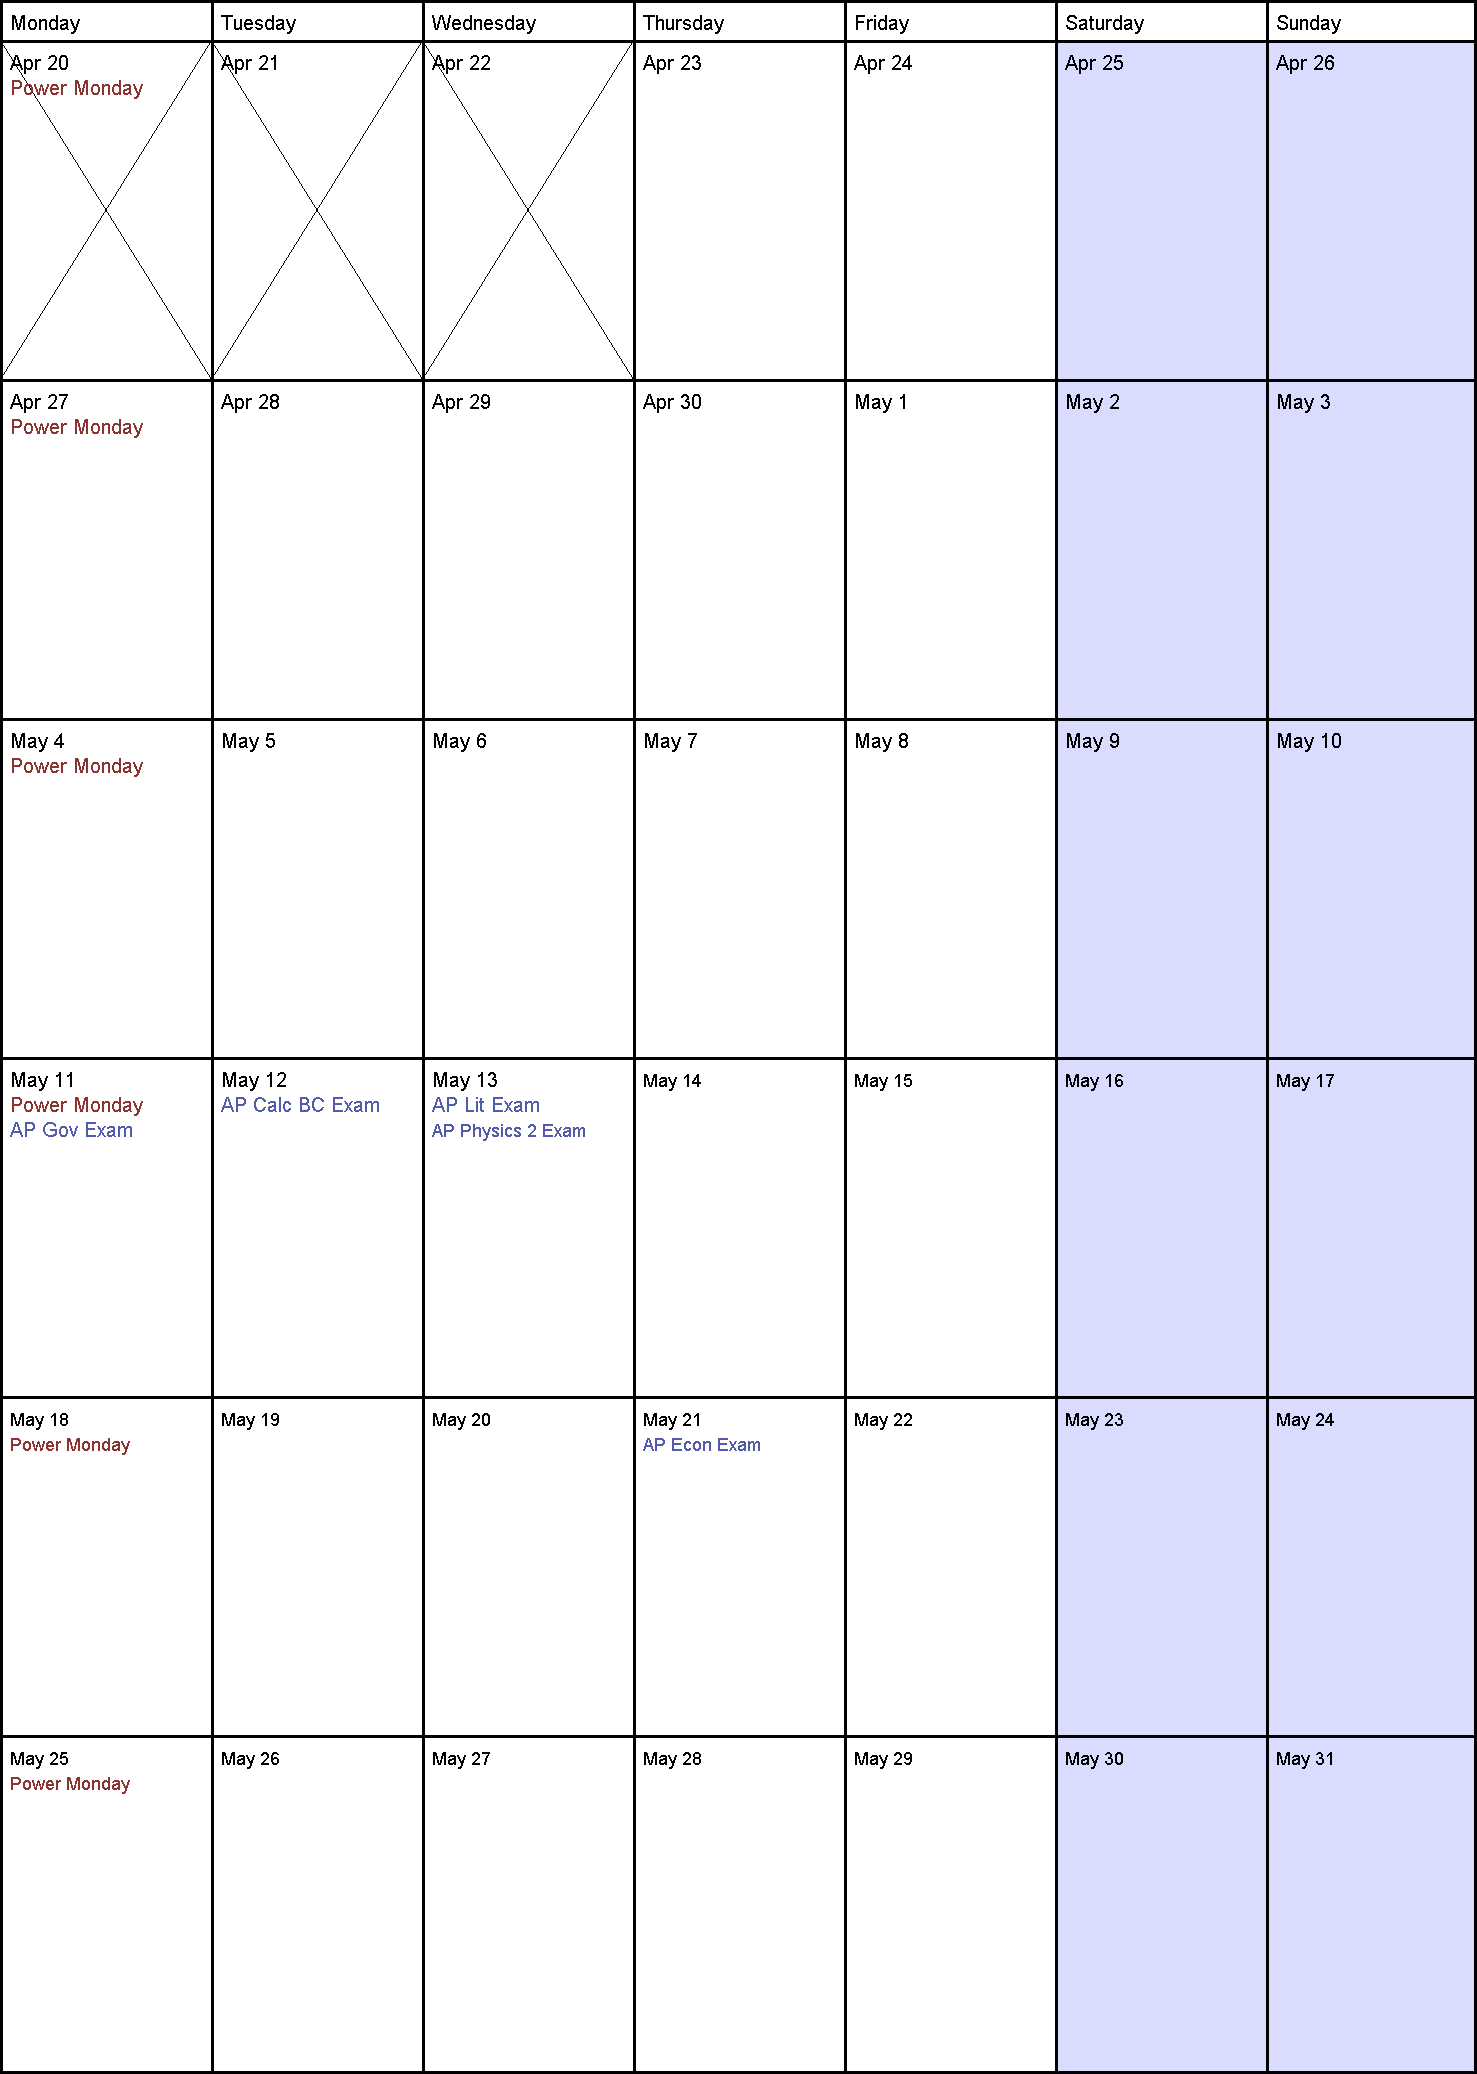 Monday Tuesday Wednesday Thursday Friday Saturday Sunday
Apr 20 Apr 21 Apr 22 Apr 23 Apr 24 Apr 25 Apr 26
Power Monday
Apr 27 Apr 28 Apr 29 Apr 30 May 1 May 2 May 3
Power Monday
May 4 May 5 May 6 May 7 May 8 May 9 May 10
Power Monday
May 11 May 12 May 13 May 14 May 15 May 16 May 17
Power Monday AP Calc BC Exam AP Lit Exam
AP Gov Exam AP Physics 2 Exam
May 18 May 19 May 20 May 21 May 22 May 23 May 24
Power Monday AP Econ Exam
May 25 May 26 May 27 May 28 May 29 May 30 May 31
Power Monday